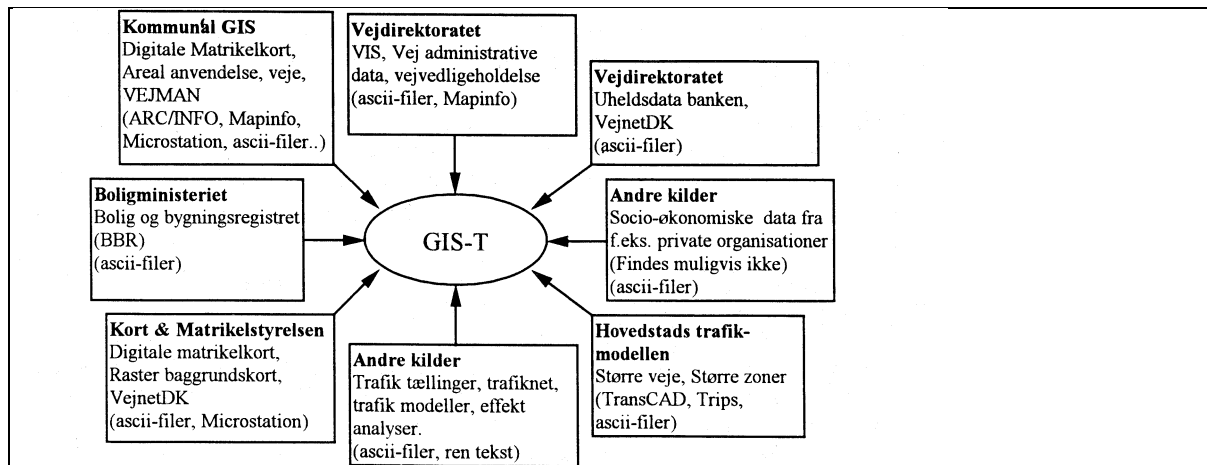 Kommunal GIS
Digitale Matrikelkort,
Areal anvendelse, veje,
VEJMAN
(ARC/INFO, Mapinfo,
Microstation, ascii-filer..)
Vejdirektoratet
VIS, Vej administrative
data, vejvedligeholdelse
(ascii-filer, Mapinfo)
Vejdirektoratet
Uheldsdata banken,
VejnetDK
(ascii-filer)
Boligministeriet
Bolig og bygningsregistret
(BBR)
(ascii-filer)
GIS-T
Andre kilder
Socio-økonomiske data fra
f.eks. private organisationer
(Findes muligvis ikke)
(ascii-filer)
Kort & Matrikelstyrelsen
Digitale matrikelkort,
Raster baggrundskort,
VejnetDK
(ascii-filer, Microstation)
Andre kilder
Trafik tællinger, trafiknet,
trafik modeller, effekt
analyser.
(ascii-filer, ren tekst)
Hovedstads trafik-
modellen
Større veje, Større zoner
(TransCAD, Trips,
ascii-filer)